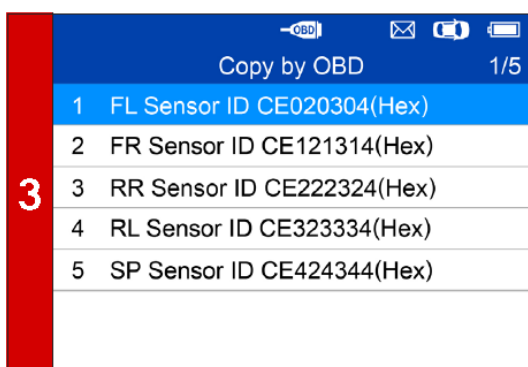 OBD
Copy by OBD 1/5
1 FL Sensor ID CE020304(Hex)
2 FR Sensor ID CE121314(Hex)
3 RR Sensor ID CE222324(Hex)
4 RL Sensor ID CE323334(Hex)
5 SP Sensor ID CE424344(Hex)
3